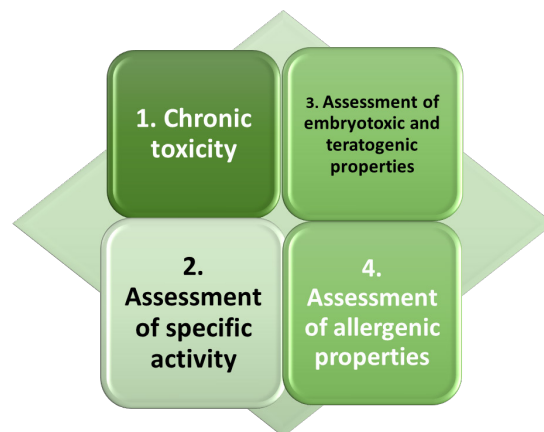 1. Chronic
toxicity
3. Assessment of
embryotoxic and
teratogenic
properties
2.
Assessment
of specific
activity
4.
Assessment
of allergenic
properties